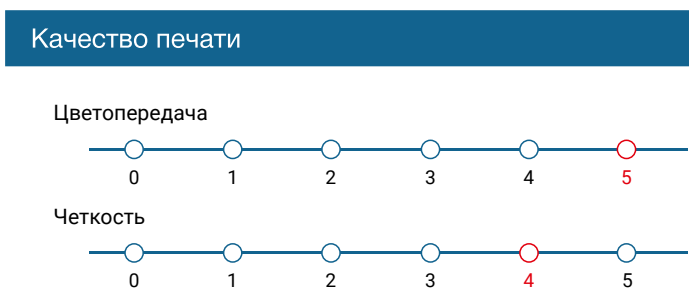 Качество печати
Цветопередача
0 1 2 3 4 5
Четкость
0 1 2 3 4 5